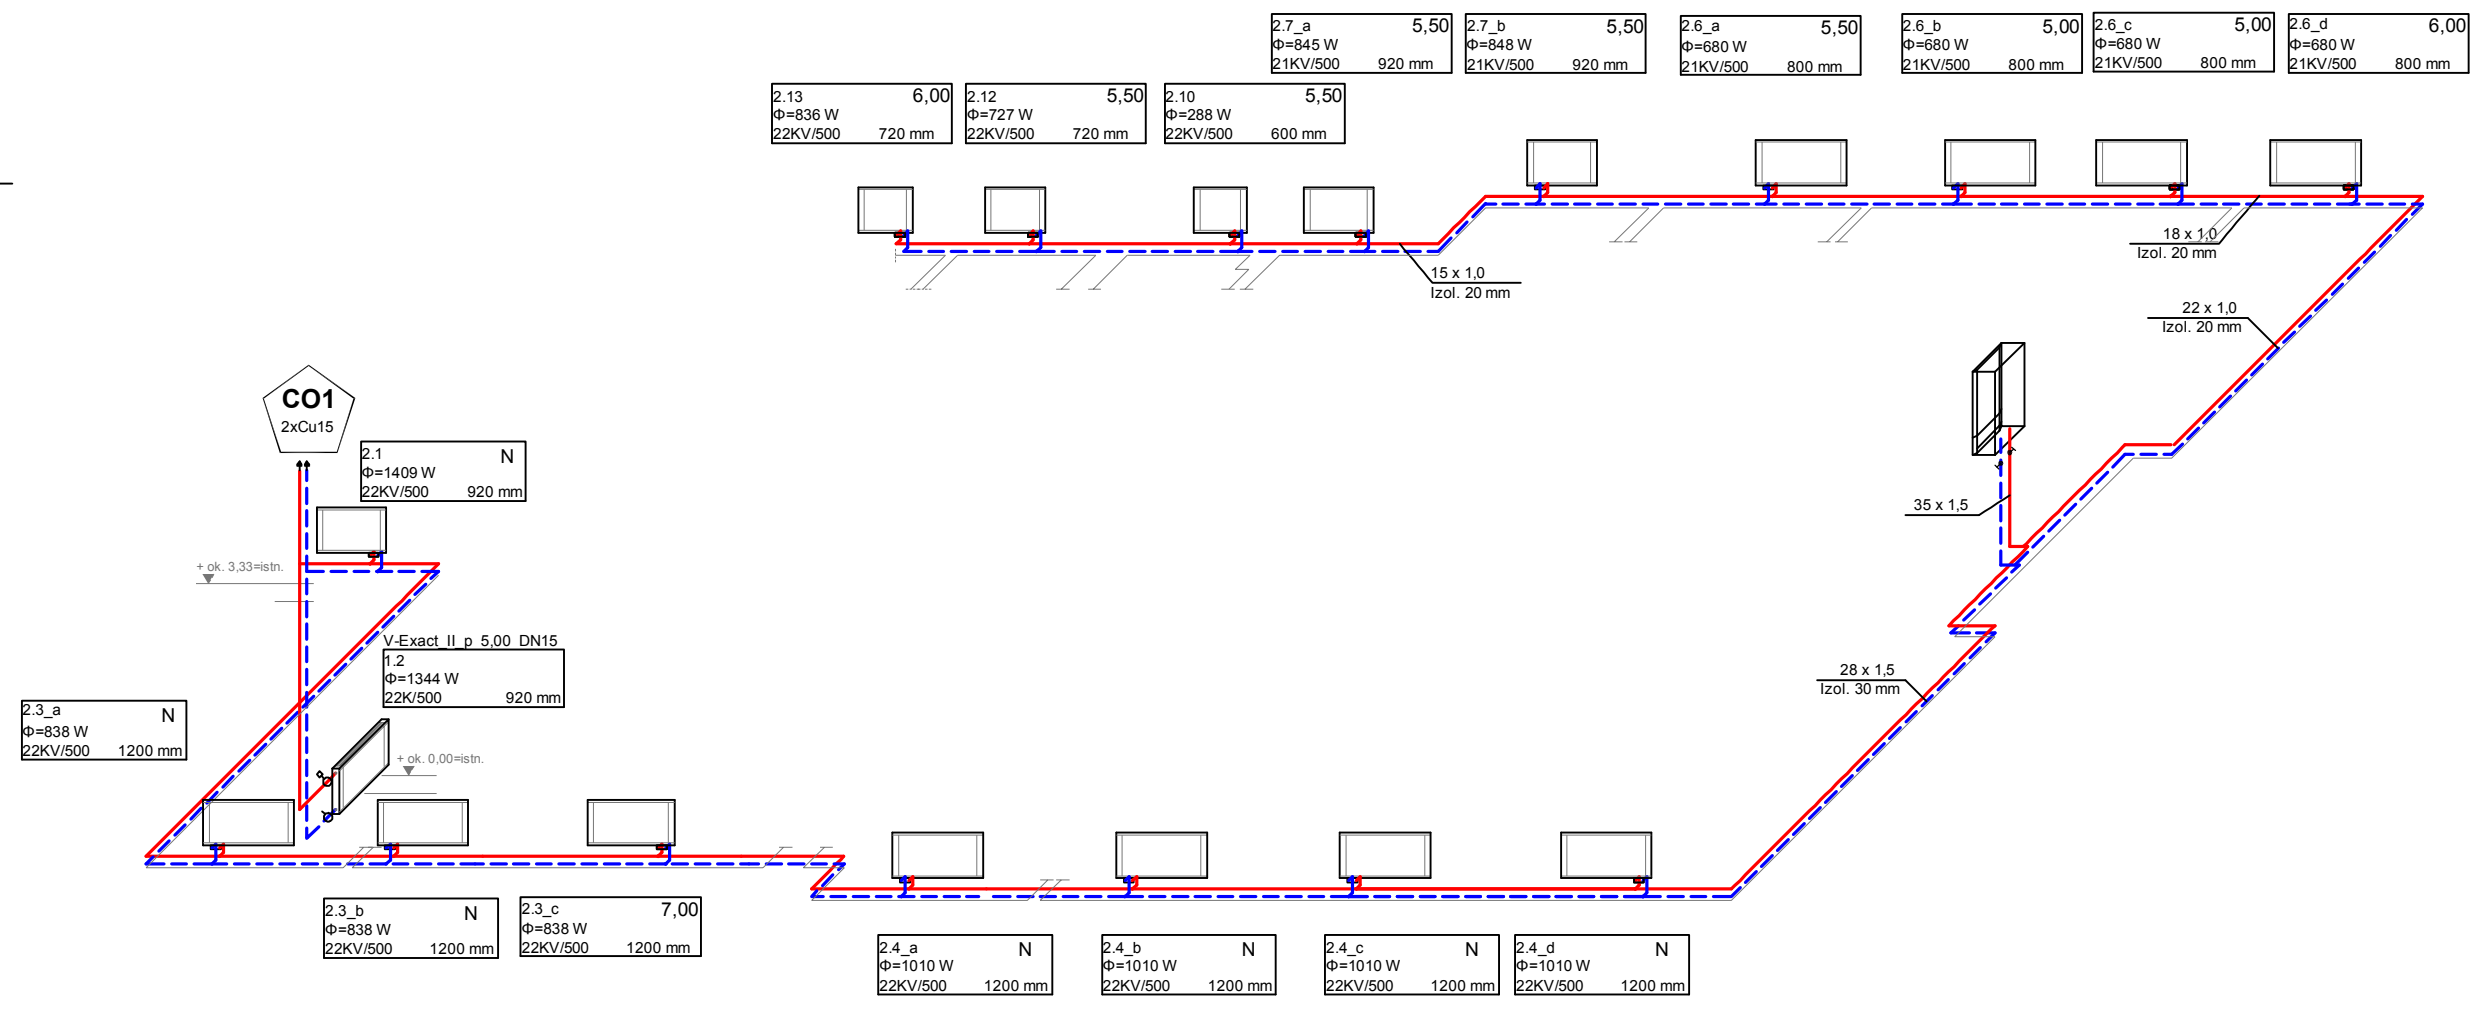 2.7_a 5,50
Φ=845 W
21KV/500 920 mm
2.7_b 5,50
Φ=848 W
21KV/500 920 mm
2.6_a 5,50
Φ=680 W
21KV/500 800 mm
2.6_b 5,00
Φ=680 W
21KV/500 800 mm
2.6_c 5,00
Φ=680 W
21KV/500 800 mm
2.6_d 6,00
Φ=680 W
21KV/500 800 mm
2.13 6,00
Φ=836 W
22KV/500 720 mm
2.12 5,50
Φ=727 W
22KV/500 720 mm
2.10 5,50
Φ=288 W
22KV/500 600 mm
18 x 1,0
Izol. 20 mm
15 x 1,0
Izol. 20 mm
22 x 1,0
Izol. 20 mm
CO1
2xCu15
2.1 N
Φ=1409 W
22KV/500 920 mm
35 x 1,5
+ ok. 3,33=istn.
V-Exact_II_p 5,00 DN15
1.2
Φ=1344 W
22K/500 920 mm
28 x 1,5
Izol. 30 mm
2.3_a N
Φ=838 W
22KV/500 1200 mm
+ ok. 0,00=istn.
2.3_b N
Φ=838 W
22KV/500 1200 mm
2.3_c 7,00
Φ=838 W
22KV/500 1200 mm
2.4_a N
Φ=1010 W
22KV/500 1200 mm
2.4_b N
Φ=1010 W
22KV/500 1200 mm
2.4_c N
Φ=1010 W
22KV/500 1200 mm
2.4_d N
Φ=1010 W
22KV/500 1200 mm